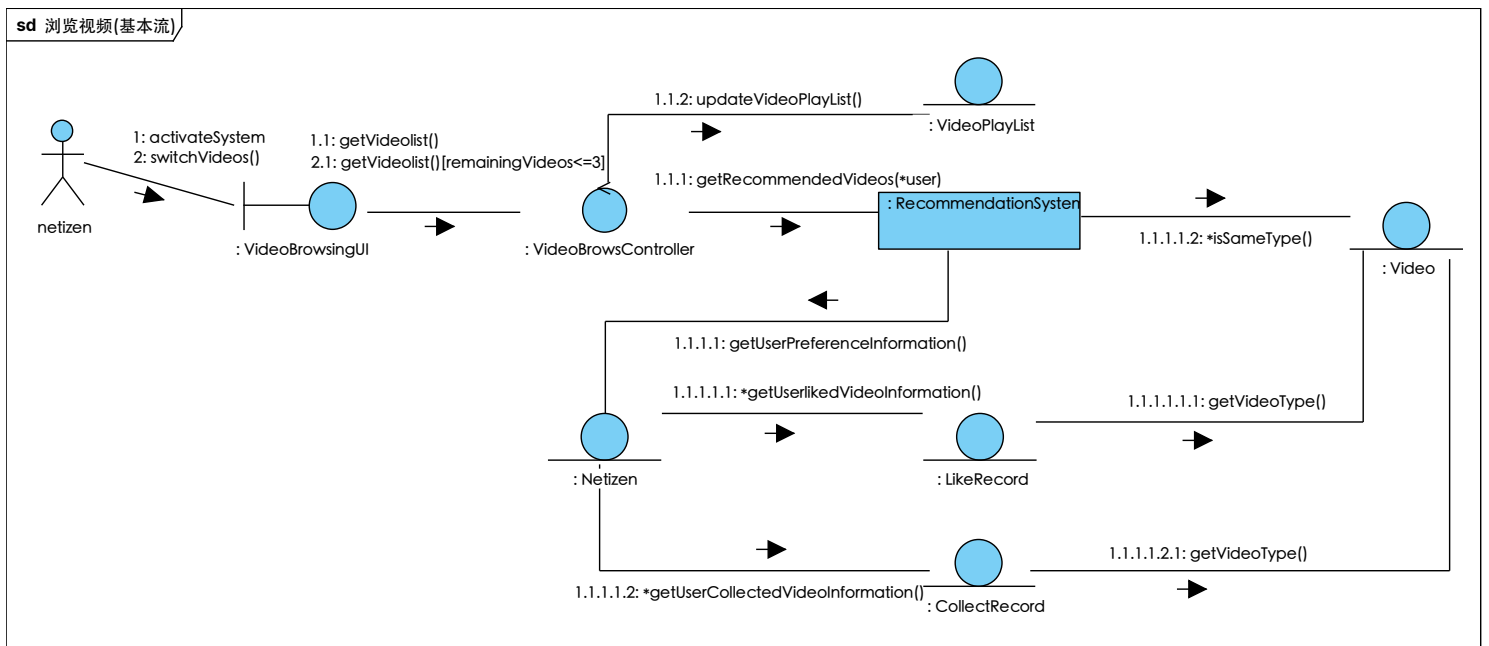 sd 浏览视频(基本流)
1.1.2: updateVideoPlayList()
: VideoPlayList
1: activateSystem
2: switchVideos()
1.1: getVideolist()
2.1: getVideolist()[remainingVideos<=3]
1.1.1: getRecommendedVideos(*user)
: RecommendationSysten
netizen
: VideoBrowsingUI
: VideoBrowsController
1.1.1.1.2: *isSameType()
: Video
1.1.1.1: getUserPreferenceInformation()
1.1.1.1.1: *getUserlikedVideoInformation()
1.1.1.1.1.1: getVideoType()
: Netizen
: LikeRecord
1.1.1.1.2.1: getVideoType()
1.1.1.1.2: *getUserCollectedVideoInformation()
: CollectRecord